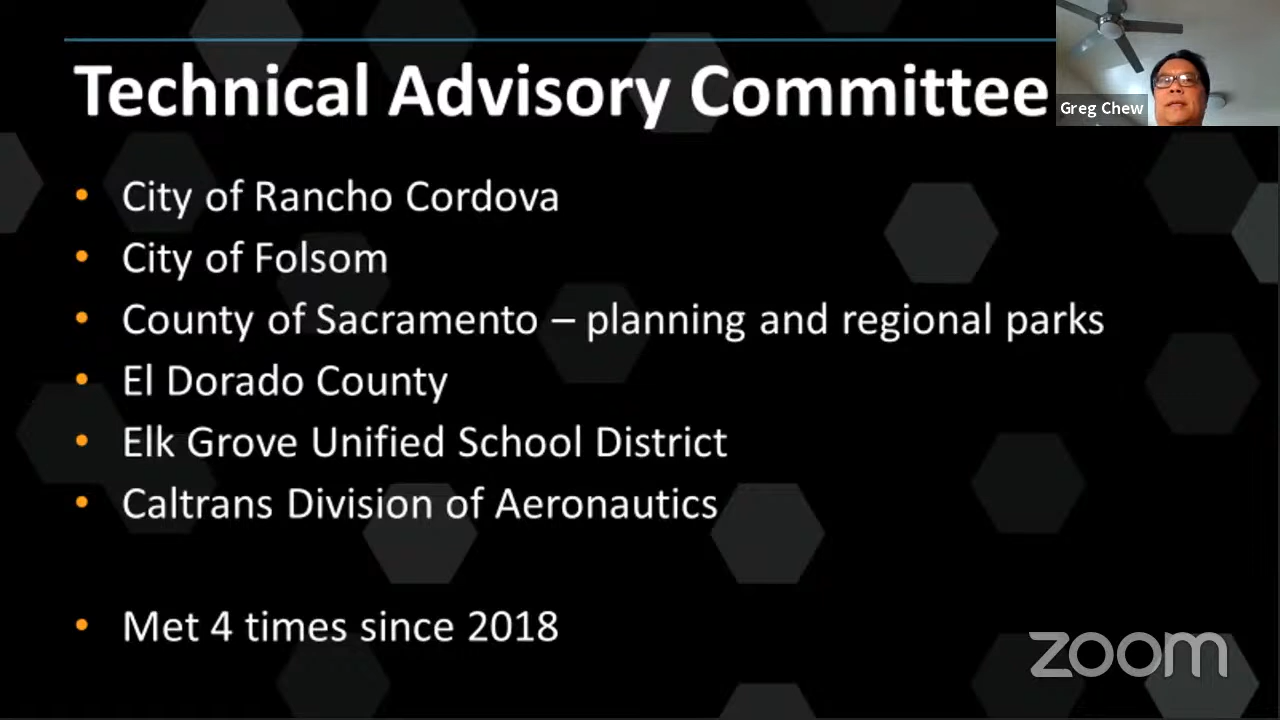 Technical Advisory Committee
Greg Chew
• City of Rancho Cordova
• City of Folsom
• County of Sacramento – planning and regional parks
• El Dorado County
• Elk Grove Unified School District
• Caltrans Division of Aeronautics
• Met 4 times since 2018
zoom